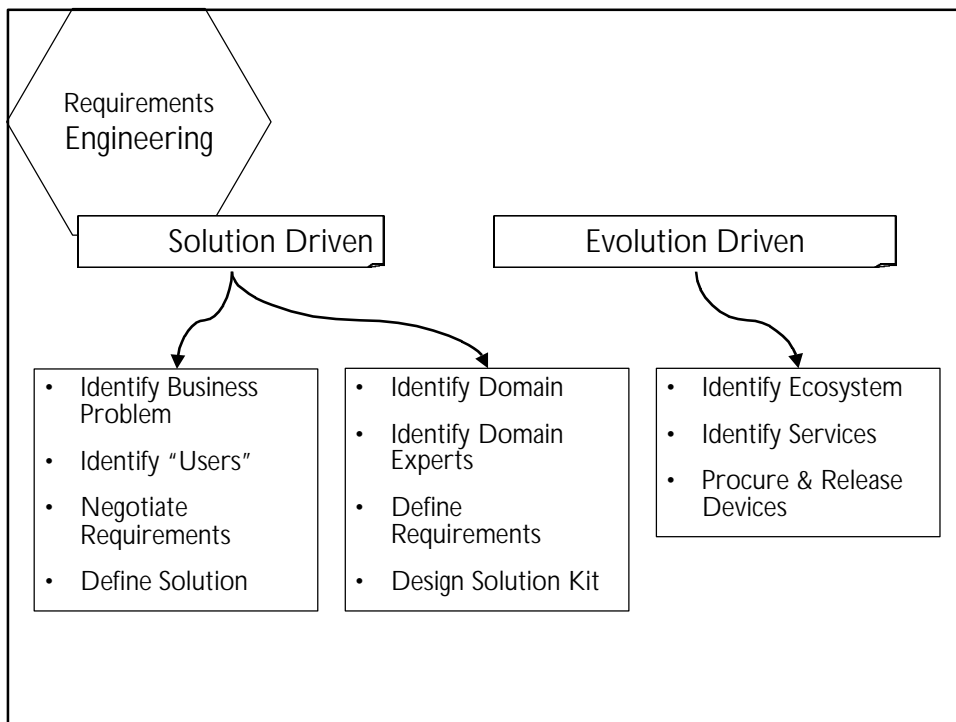 Requirements
Engineering
Solution Driven
Evolution Driven
• Identify Business
Problem
• Identify “Users”
• Negotiate
Requirements
• Define Solution
• Identify Domain
• Identify Domain
Experts
• Define
Requirements
• Design Solution Kit
• Identify Ecosystem
• Identify Services
• Procure & Release
Devices